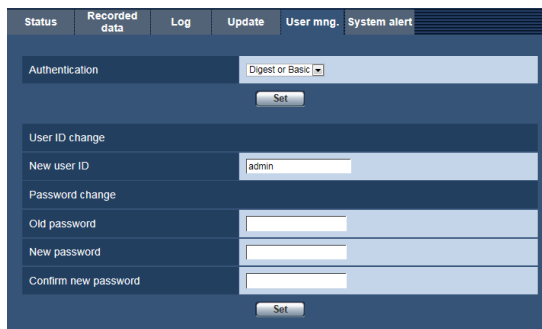 Status Recorded data Log Update User mng. System alert
Authentication Digest or Basic
Set
User ID change
New user ID admin
Password change
Old password
New password
Confirm new password
Set